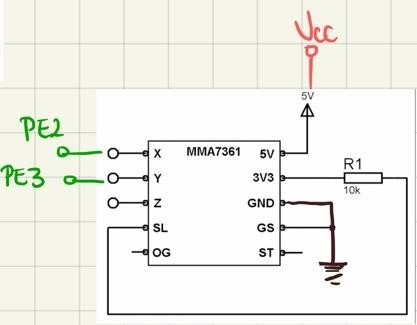 Vcc
5V
PE2
PE3
MMA7361
X
Y
Z
SL
OG
5V
3V3
GND
GS
ST
R1
10k